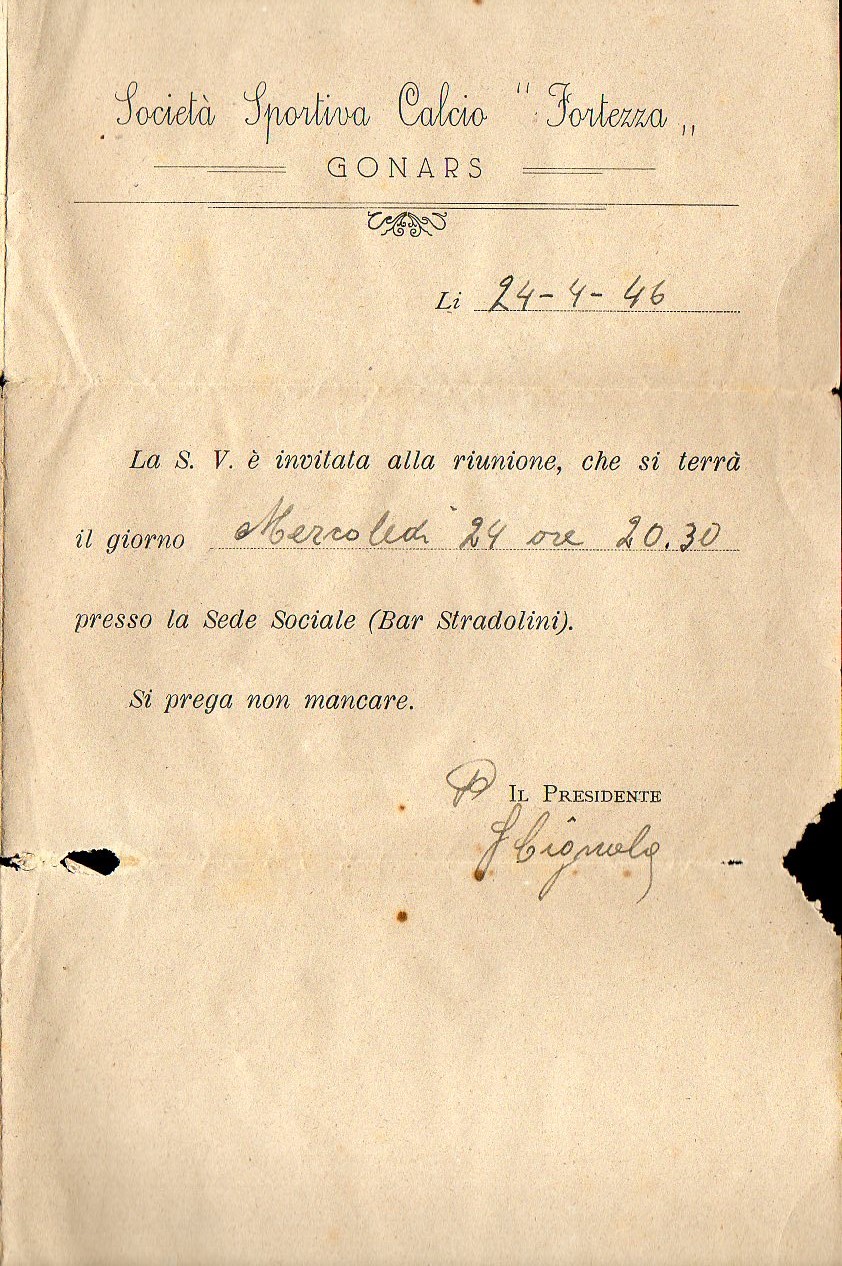 Società Sportiva Calcio " Fortezza „
GONARS
Li 24-4-46
La S. V. è invitata alla riunione, che si terrà
il giorno Mercoledì 24 ore 20.30
presso la Sede Sociale (Bar Stradolini).
Si prega non mancare.
P IL PRESIDENTE